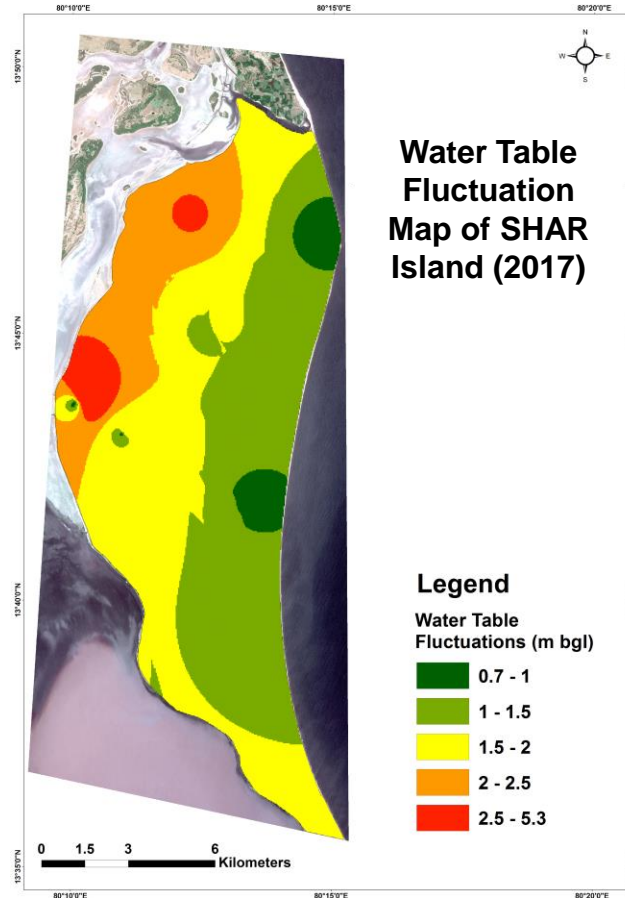 80°10'0"E 80°15'0"E 80°20'0"E
N
W E
S
13°50'0"N
Water Table
Fluctuation
Map of SHAR
Island (2017)
13°45'0"N
13°40'0"N
Legend
Water Table
Fluctuations (m bgl)
0.7 - 1
1 - 1.5
1.5 - 2
2 - 2.5
2.5 - 5.3
0 1.5 3 6
Kilometers
13°35'0"N
80°10'0"E 80°15'0"E 80°20'0"E